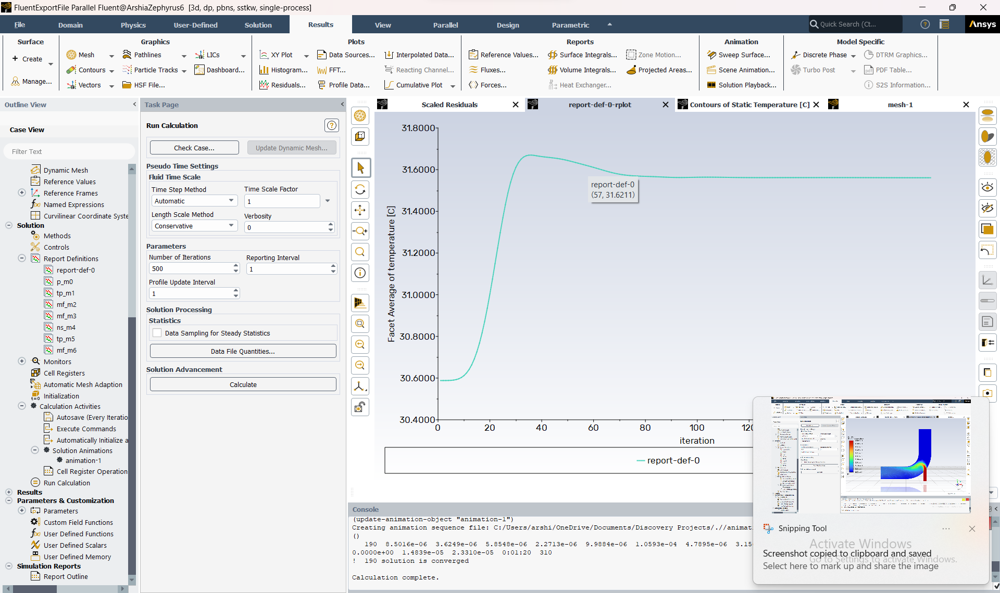 FluentExportFile Parallel Fluent@ArshiaZephyrus6 [3d, dp, pbns, sstkw, single-process]
File Domain Physics User-Defined Solution Results View Parallel Design Parametric Quick Search (Ct... Ansys
Surface Graphics Plots Reports Animation Model Specific
Create Mesh Pathlines LICs XY Plot Data Sources... Interpolated Data... Reference Values... Surface Integrals... Zone Motion... Sweep Surface... Discrete Phase DTRM Graphics...
Contours Particle Tracks Dashboard... Histogram... FFT... Reacting Channel... Fluxes... Volume Integrals... Projected Areas... Scene Animation... Turbo Post PDF Table...
Manage... Vectors HSF File... Residuals... Profile Data... Cumulative Plot Forces... Heat Exchanger... Solution Playback... S2S Information...
Outline View
Case View
Filter Text
Dynamic Mesh
Reference Values
Reference Frames
Named Expressions
Curvilinear Coordinate Syste
Solution
Methods
Controls
Report Definitions
report-def-0
p_m0
tp_m1
mf_m2
mf_m3
ns_m4
tp_m5
mf_m6
Monitors
Cell Registers
Automatic Mesh Adaption
Initialization
Calculation Activities
Autosave (Every Iteratio
Execute Commands
Automatically Initialize a
Solution Animations
animation-1
Cell Register Operation
Run Calculation
Results
Parameters & Customization
Parameters
Custom Field Functions
User Defined Functions
User Defined Scalars
User Defined Memory
Simulation Reports
Report Outline
Task Page
Run Calculation
Check Case... Update Dynamic Mesh...
Pseudo Time Settings
Fluid Time Scale
Time Step Method Time Scale Factor
Automatic 1
Length Scale Method Verbosity
Conservative 0
Parameters
Number of Iterations Reporting Interval
500 1
Profile Update Interval
1
Solution Processing
Statistics
Data Sampling for Steady Statistics
Data File Quantities...
Solution Advancement
Calculate
Scaled Residuals report-def-0-rplot Contours of Static Temperature [C] mesh-1
31.8000
31.6000
31.4000
31.2000
31.0000
30.8000
30.6000
30.4000
Facet Average of temperature [C]
report-def-0
(57, 31.6211)
0 20 40 60 80 100 120
iteration
report-def-0
Console
(update-animation-object "animation-1")
Creating animation sequence file: C:/Users/arshi/OneDrive/Documents/Discovery Projects/.//animat
()
190 8.5016e-06 3.6249e-06 5.8548e-06 2.2713e-06 9.9884e-06 1.0593e-04 4.7895e-06 3.15
0.0000e+00 1.4839e-05 2.3310e-05 0:01:20 310
! 190 solution is converged
Calculation complete.
Snipping Tool
Screenshot copied to clipboard and saved
Select here to mark up and share the image
Activate Windows
Go to Settings to activate Windows.